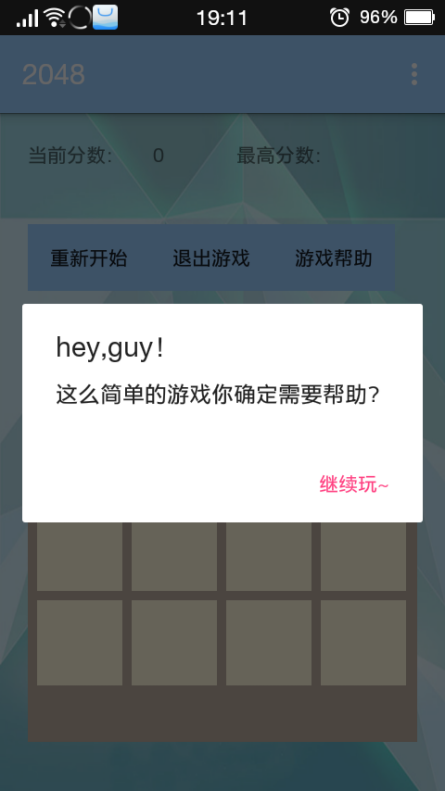 19:11
96%
2048
当前分数: 0 最高分数:
重新开始 退出游戏 游戏帮助
hey,guy!
这么简单的游戏你确定需要帮助?
继续玩~